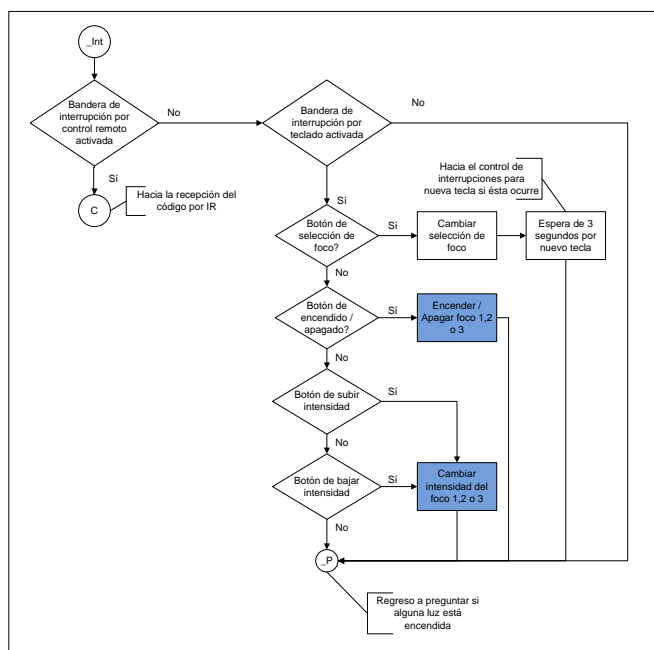 _Int
Bandera de
interrupción por
control remoto
activada
No
Bandera de
interrupción por
teclado activada
No
Sí
C
Hacia la recepción del
código por IR
Sí
Hacia el control de
interrupciones para
nueva tecla si ésta ocurre
Botón de
selección de
foco?
Sí
Cambiar
selección de
foco
Espera de 3
segundos por
nuevo tecla
No
Botón de
encendido /
apagado?
Sí
Encender /
Apagar foco 1,2
o 3
No
Botón de subir
intensidad
Sí
No
Botón de bajar
intensidad
Sí
Cambiar
intensidad del
foco 1,2 o 3
No
_P
Regreso a preguntar si
alguna luz está
encendida